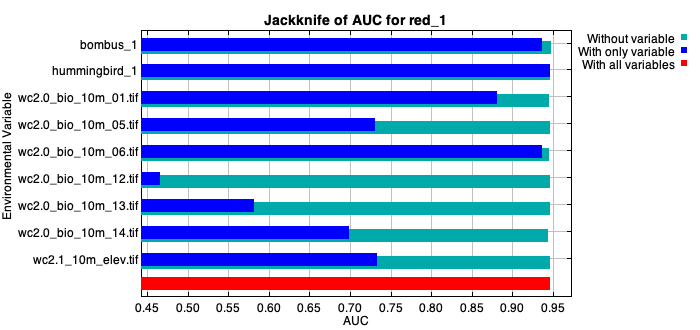 Jackknife of AUC for red_1
Without variable
With only variable
With all variables
Environmental Variable
bombus_1
hummingbird_1
wc2.0_bio_10m_01.tif
wc2.0_bio_10m_05.tif
wc2.0_bio_10m_06.tif
wc2.0_bio_10m_12.tif
wc2.0_bio_10m_13.tif
wc2.0_bio_10m_14.tif
wc2.1_10m_elev.tif
0.45 0.50 0.55 0.60 0.65 0.70 0.75 0.80 0.85 0.90 0.95
AUC